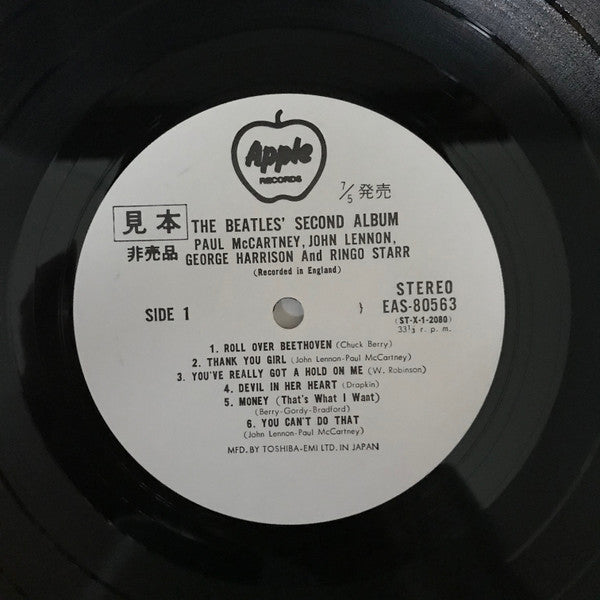 Apple
RECORDS
7/5 発売
見本
非売品
THE BEATLES' SECOND ALBUM
PAUL McCARTNEY, JOHN LENNON,
GEORGE HARRISON And RINGO STARR
(Recorded in England)
SIDE 1
STEREO
EAS-80563
(ST-X-1-2080)
33⅓ r. p. m.
1. ROLL OVER BEETHOVEN (Chuck Berry)
2. THANK YOU GIRL (John Lennon-Paul McCartney)
3. YOU'VE REALLY GOT A HOLD ON ME (W. Robinson)
4. DEVIL IN HER HEART (Drapkin)
5. MONEY (That's What I Want)
(Berry-Gordy-Bradford)
6. YOU CAN'T DO THAT
(John Lennon-Paul McCartney)
MFD. BY TOSHIBA-EMI LTD. IN JAPAN